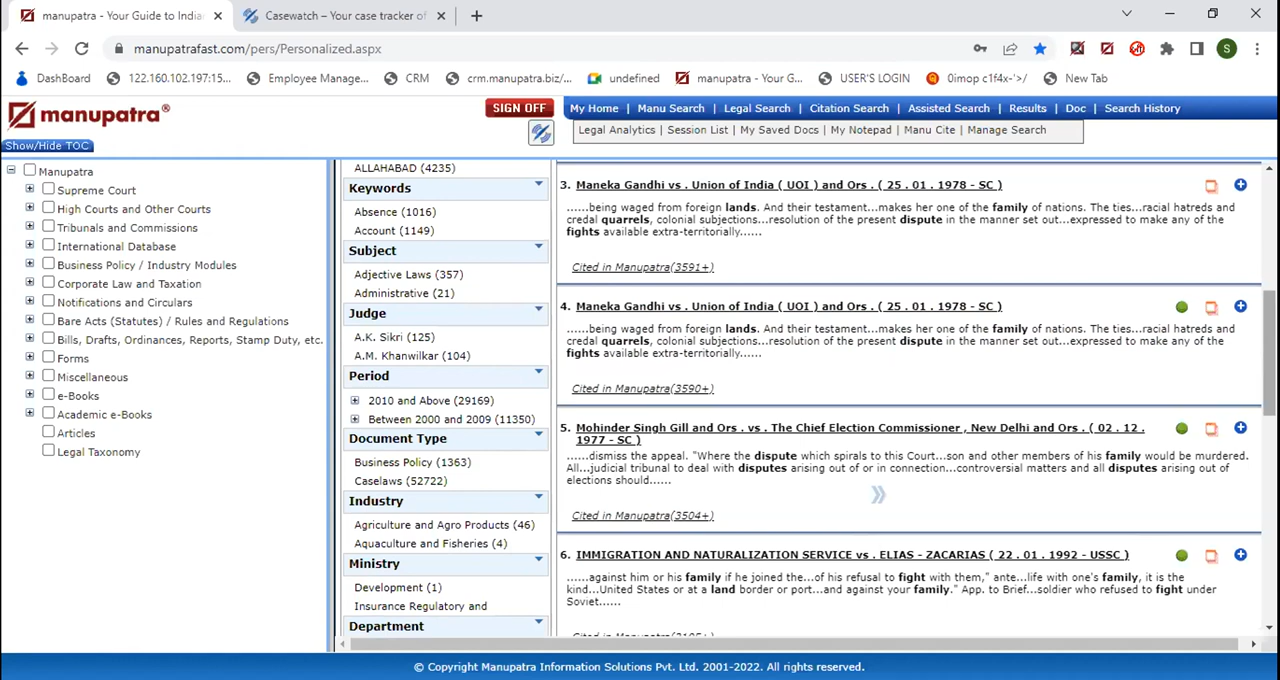 manupatra - Your Guide to India
Casewatch – Your case tracker of
manupatrafast.com/pers/Personalized.aspx
S
DashBoard
122.160.102.197:15...
Employee Manage...
CRM
crm.manupatra.biz/...
undefined
manupatra - Your G...
USER'S LOGIN
0imop c1f4x-'>/
New Tab
manupatra®
SIGN OFF
My Home | Manu Search | Legal Search | Citation Search | Assisted Search | Results | Doc | Search History
Legal Analytics | Session List | My Saved Docs | My Notepad | Manu Cite | Manage Search
Show/Hide TOC
Manupatra
Supreme Court
High Courts and Other Courts
Tribunals and Commissions
International Database
Business Policy / Industry Modules
Corporate Law and Taxation
Notifications and Circulars
Bare Acts (Statutes) / Rules and Regulations
Bills, Drafts, Ordinances, Reports, Stamp Duty, etc.
Forms
Miscellaneous
e-Books
Academic e-Books
Articles
Legal Taxonomy
ALLAHABAD (4235)
Keywords
Absence (1016)
Account (1149)
Subject
Adjective Laws (357)
Administrative (21)
Judge
A.K. Sikri (125)
A.M. Khanwilkar (104)
Period
2010 and Above (29169)
Between 2000 and 2009 (11350)
Document Type
Business Policy (1363)
Caselaws (52722)
Industry
Agriculture and Agro Products (46)
Aquaculture and Fisheries (4)
Ministry
Development (1)
Insurance Regulatory and
Department
3. Maneka Gandhi vs . Union of India ( UOI ) and Ors . ( 25 . 01 . 1978 - SC )
......being waged from foreign lands. And their testament...makes her one of the family of nations. The ties...racial hatreds and
credal quarrels, colonial subjections...resolution of the present dispute in the manner set out...expressed to make any of the
fights available extra-territorially......
Cited in Manupatra(3591+)
4. Maneka Gandhi vs . Union of India ( UOI ) and Ors . ( 25 . 01 . 1978 - SC )
......being waged from foreign lands. And their testament...makes her one of the family of nations. The ties...racial hatreds and
credal quarrels, colonial subjections...resolution of the present dispute in the manner set out...expressed to make any of the
fights available extra-territorially......
Cited in Manupatra(3590+)
5. Mohinder Singh Gill and Ors . vs . The Chief Election Commissioner , New Delhi and Ors . ( 02 . 12 .
1977 - SC )
......dismiss the appeal. "Where the dispute which spirals to this Court...son and other members of his family would be murdered.
All...judicial tribunal to deal with disputes arising out of or in connection...controversial matters and all disputes arising out of
elections should......
Cited in Manupatra(3504+)
6. IMMIGRATION AND NATURALIZATION SERVICE vs . ELIAS - ZACARIAS ( 22 . 01 . 1992 - USSC )
......against him or his family if he joined the...of his refusal to fight with them," ante...life with one's family, it is the
kind...United States or at a land border or port...and against your family." App. to Brief...soldier who refused to fight under
Soviet......
© Copyright Manupatra Information Solutions Pvt. Ltd. 2001-2022. All rights reserved.